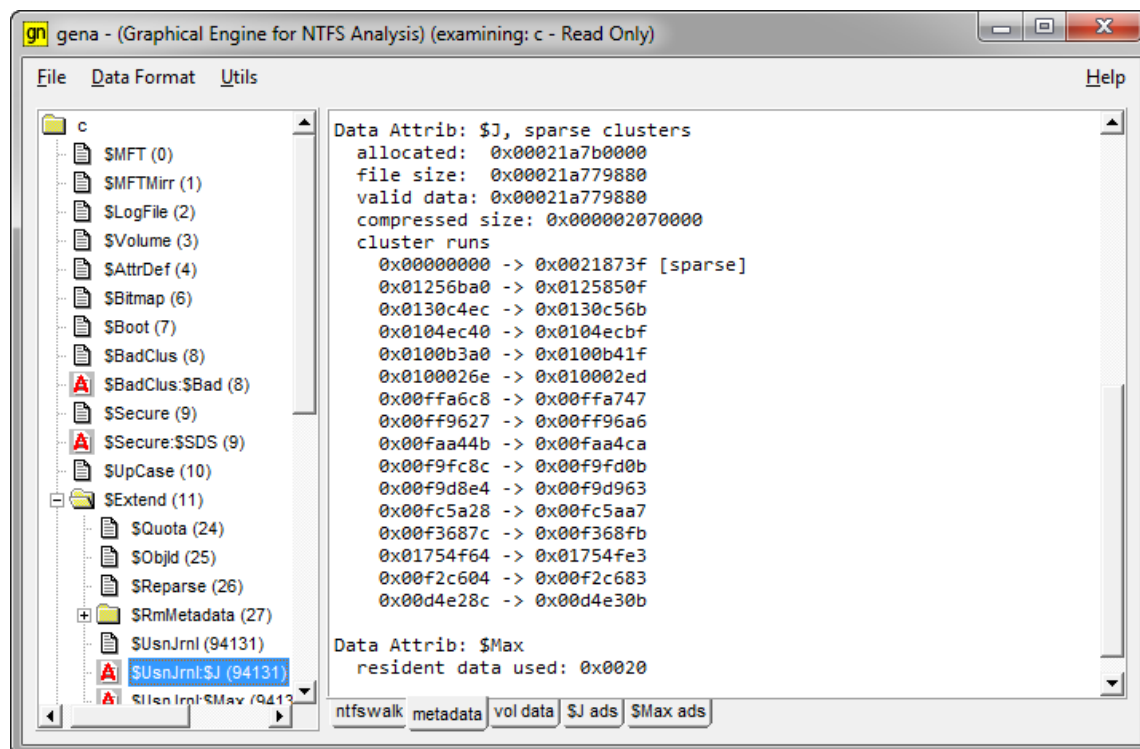 gn gena - (Graphical Engine for NTFS Analysis) (examining: c - Read Only)
File Data Format Utils Help
c
$MFT (0)
$MFTMirr (1)
$LogFile (2)
$Volume (3)
$AttrDef (4)
$Bitmap (6)
$Boot (7)
$BadClus (8)
$BadClus:$Bad (8)
$Secure (9)
$Secure:$SDS (9)
$UpCase (10)
$Extend (11)
$Quota (24)
$ObjId (25)
$Reparse (26)
$RmMetadata (27)
$UsnJrnl (94131)
$UsnJrnl:$J (94131)
$UsnJrnl:$Max (9413
Data Attrib: $J, sparse clusters
allocated: 0x00021a7b0000
file size: 0x00021a779880
valid data: 0x00021a779880
compressed size: 0x000002070000
cluster runs
0x00000000 -> 0x0021873f [sparse]
0x01256ba0 -> 0x0125850f
0x0130c4ec -> 0x0130c56b
0x0104ec40 -> 0x0104ecbf
0x0100b3a0 -> 0x0100b41f
0x0100026e -> 0x010002ed
0x00ffa6c8 -> 0x00ffa747
0x00ff9627 -> 0x00ff96a6
0x00faa44b -> 0x00faa4ca
0x00f9fc8c -> 0x00f9fd0b
0x00f9d8e4 -> 0x00f9d963
0x00fc5a28 -> 0x00fc5aa7
0x00f3687c -> 0x00f368fb
0x01754f64 -> 0x01754fe3
0x00f2c604 -> 0x00f2c683
0x00d4e28c -> 0x00d4e30b
Data Attrib: $Max
resident data used: 0x0020
ntfswalk metadata vol data $J ads $Max ads